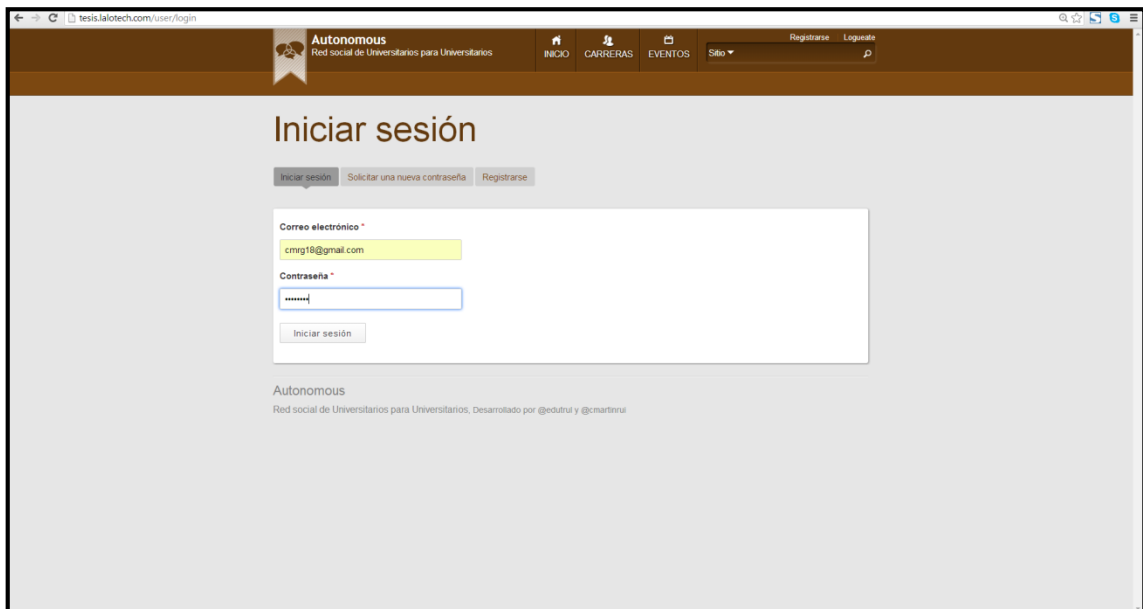 tesis.lalotech.com/user/login
Autonomous
Red social de Universitarios para Universitarios
INICIO
CARRERAS
EVENTOS
Registrarse
Logueate
Sitio
Iniciar sesión
Iniciar sesión
Solicitar una nueva contraseña
Registrarse
Correo electrónico *
cmrg18@gmail.com
Contraseña *
••••••••
Iniciar sesión
Autonomous
Red social de Universitarios para Universitarios, Desarrollado por @edutrul y @cmartinrui